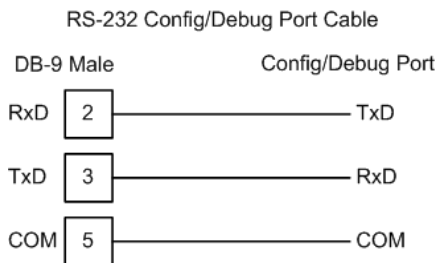 RS-232 Config/Debug Port Cable
DB-9 Male Config/Debug Port
RxD 2 TxD
TxD 3 RxD
COM 5 COM